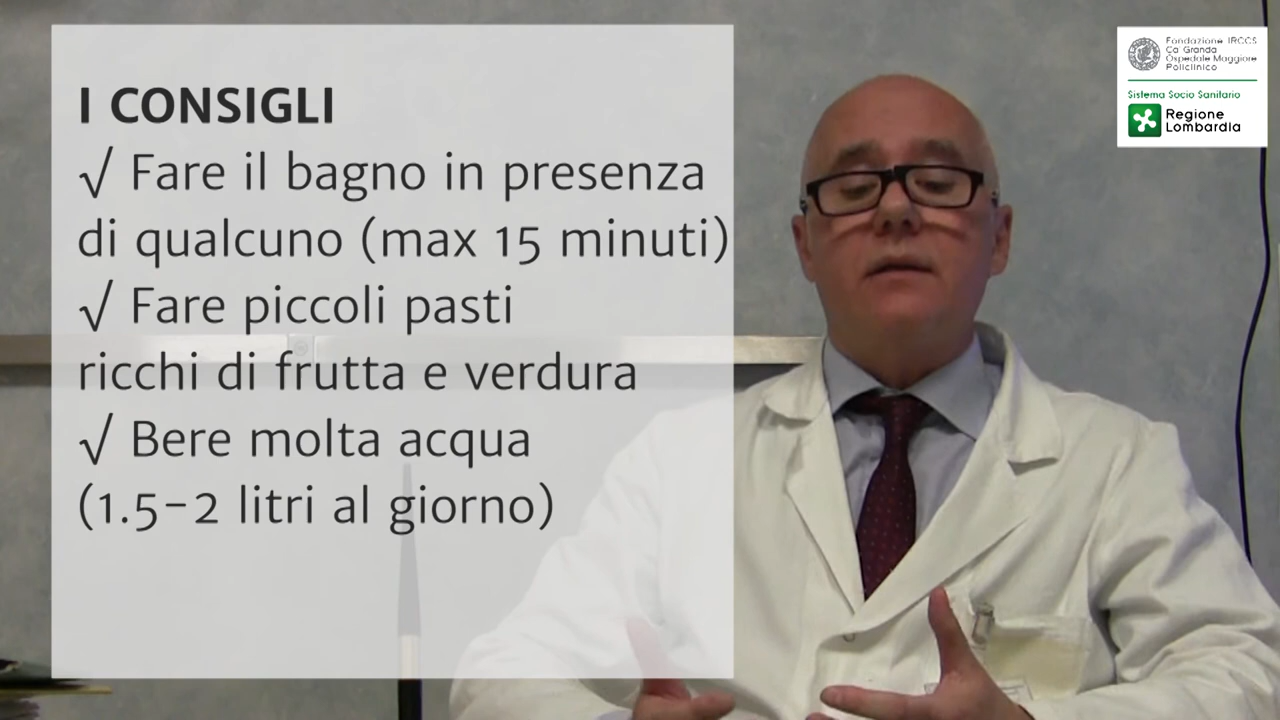 I CONSIGLI
√ Fare il bagno in presenza
di qualcuno (max 15 minuti)
√ Fare piccoli pasti
ricchi di frutta e verdura
√ Bere molta acqua
(1.5-2 litri al giorno)
Fondazione IRCCS
Ca' Granda
Ospedale Maggiore
Policlinico
Sistema Socio Sanitario
Regione
Lombardia